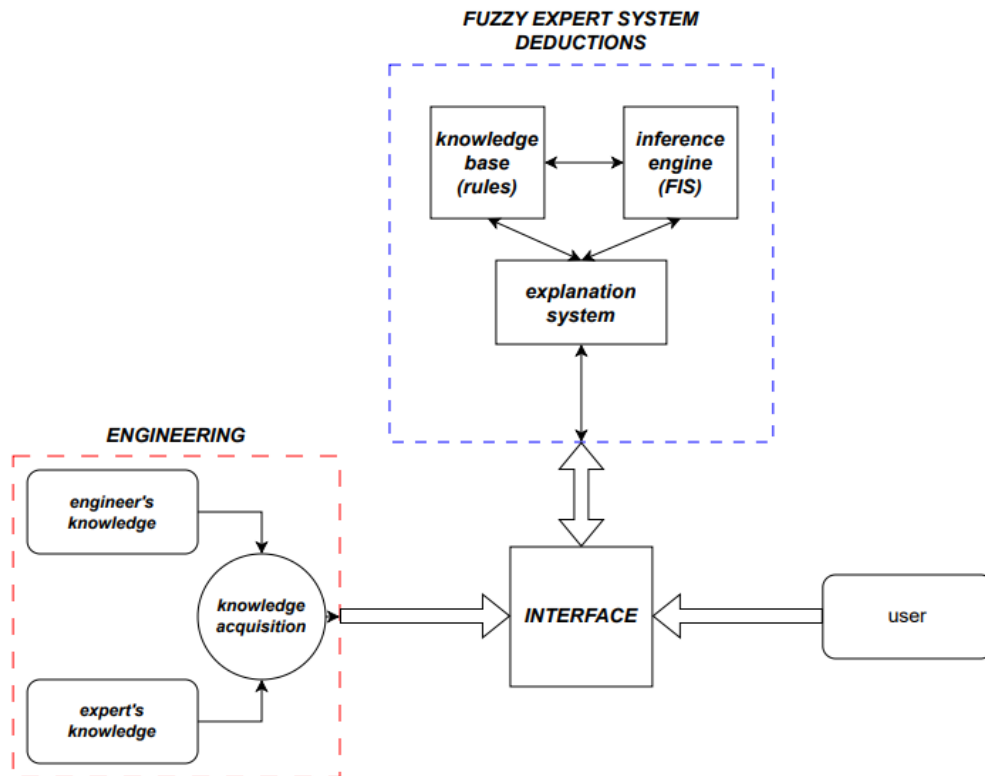 FUZZY EXPERT SYSTEM
DEDUCTIONS
knowledge
base
(rules)
inference
engine
(FIS)
explanation
system
ENGINEERING
engineer's
knowledge
knowledge
acquisition
expert's
knowledge
INTERFACE
user